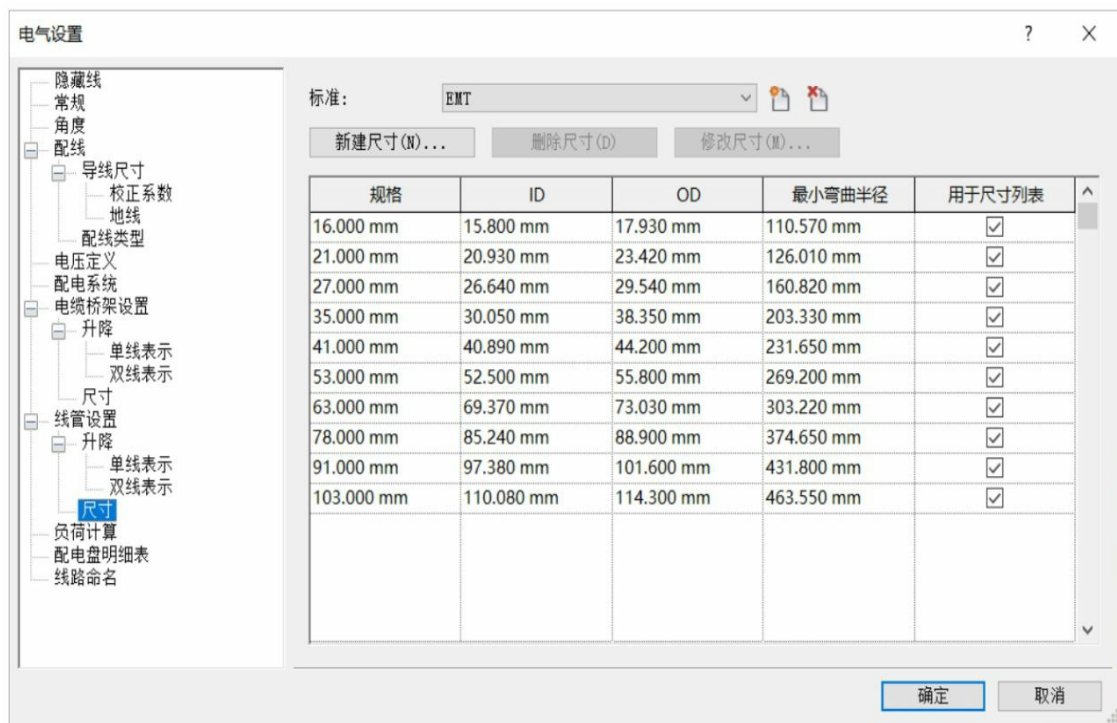 电气设置
?
×
隐藏线
常规
角度
配线
导线尺寸
校正系数
地线
配线类型
电压定义
配电系统
电缆桥架设置
升降
单线表示
双线表示
尺寸
线管设置
升降
单线表示
双线表示
尺寸
负荷计算
配电盘明细表
线路命名
标准: EMT
新建尺寸(N)... 删除尺寸(D) 修改尺寸(M)...
规格 ID OD 最小弯曲半径 用于尺寸列表
16.000 mm 15.800 mm 17.930 mm 110.570 mm
21.000 mm 20.930 mm 23.420 mm 126.010 mm
27.000 mm 26.640 mm 29.540 mm 160.820 mm
35.000 mm 30.050 mm 38.350 mm 203.330 mm
41.000 mm 40.890 mm 44.200 mm 231.650 mm
53.000 mm 52.500 mm 55.800 mm 269.200 mm
63.000 mm 69.370 mm 73.030 mm 303.220 mm
78.000 mm 85.240 mm 88.900 mm 374.650 mm
91.000 mm 97.380 mm 101.600 mm 431.800 mm
103.000 mm 110.080 mm 114.300 mm 463.550 mm
确定 取消